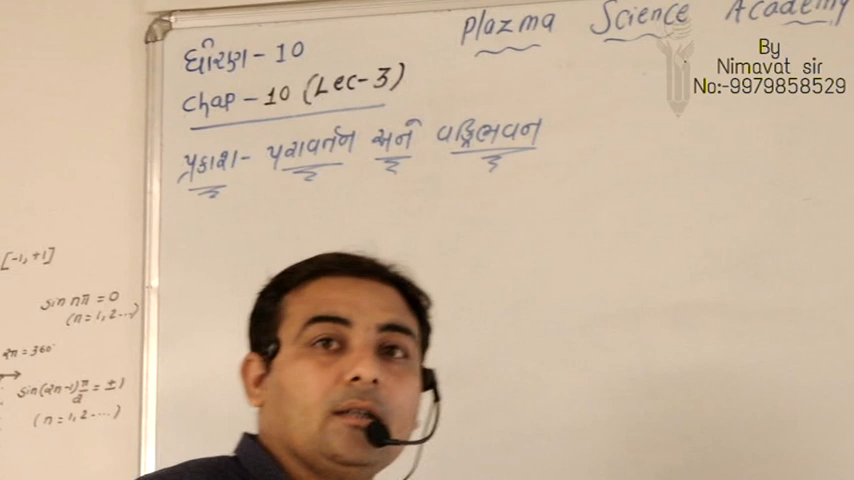 Plazma Science Academy
By
Nimavat sir
No:-9979858529
ધોરણ - 10
Chap - 10 (Lec-3)
પ્રકાશ - પરાવર્તન અને વક્રિભવન
[-1, +1]
sin nπ = 0
(n = 1, 2 ...)
2π = 360°
sin(2n-1)π/2 = ±1
(n = 1, 2 ....)